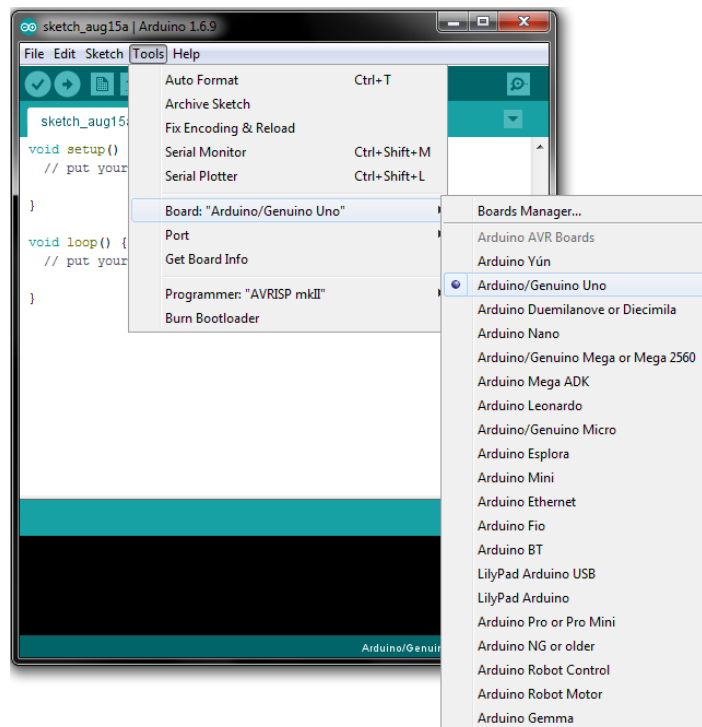 sketch_aug15a | Arduino 1.6.9
File Edit Sketch Tools Help
sketch_aug15a
void setup()
// put your
}
void loop() {
// put your
}
Auto Format Ctrl+T
Archive Sketch
Fix Encoding & Reload
Serial Monitor Ctrl+Shift+M
Serial Plotter Ctrl+Shift+L
Board: "Arduino/Genuino Uno"
Port
Get Board Info
Programmer: "AVRISP mkII"
Burn Bootloader
Boards Manager...
Arduino AVR Boards
Arduino Yún
Arduino/Genuino Uno
Arduino Duemilanove or Diecimila
Arduino Nano
Arduino/Genuino Mega or Mega 2560
Arduino Mega ADK
Arduino Leonardo
Arduino/Genuino Micro
Arduino Esplora
Arduino Mini
Arduino Ethernet
Arduino Fio
Arduino BT
LilyPad Arduino USB
LilyPad Arduino
Arduino Pro or Pro Mini
Arduino NG or older
Arduino Robot Control
Arduino Robot Motor
Arduino Gemma
Arduino/Genuin